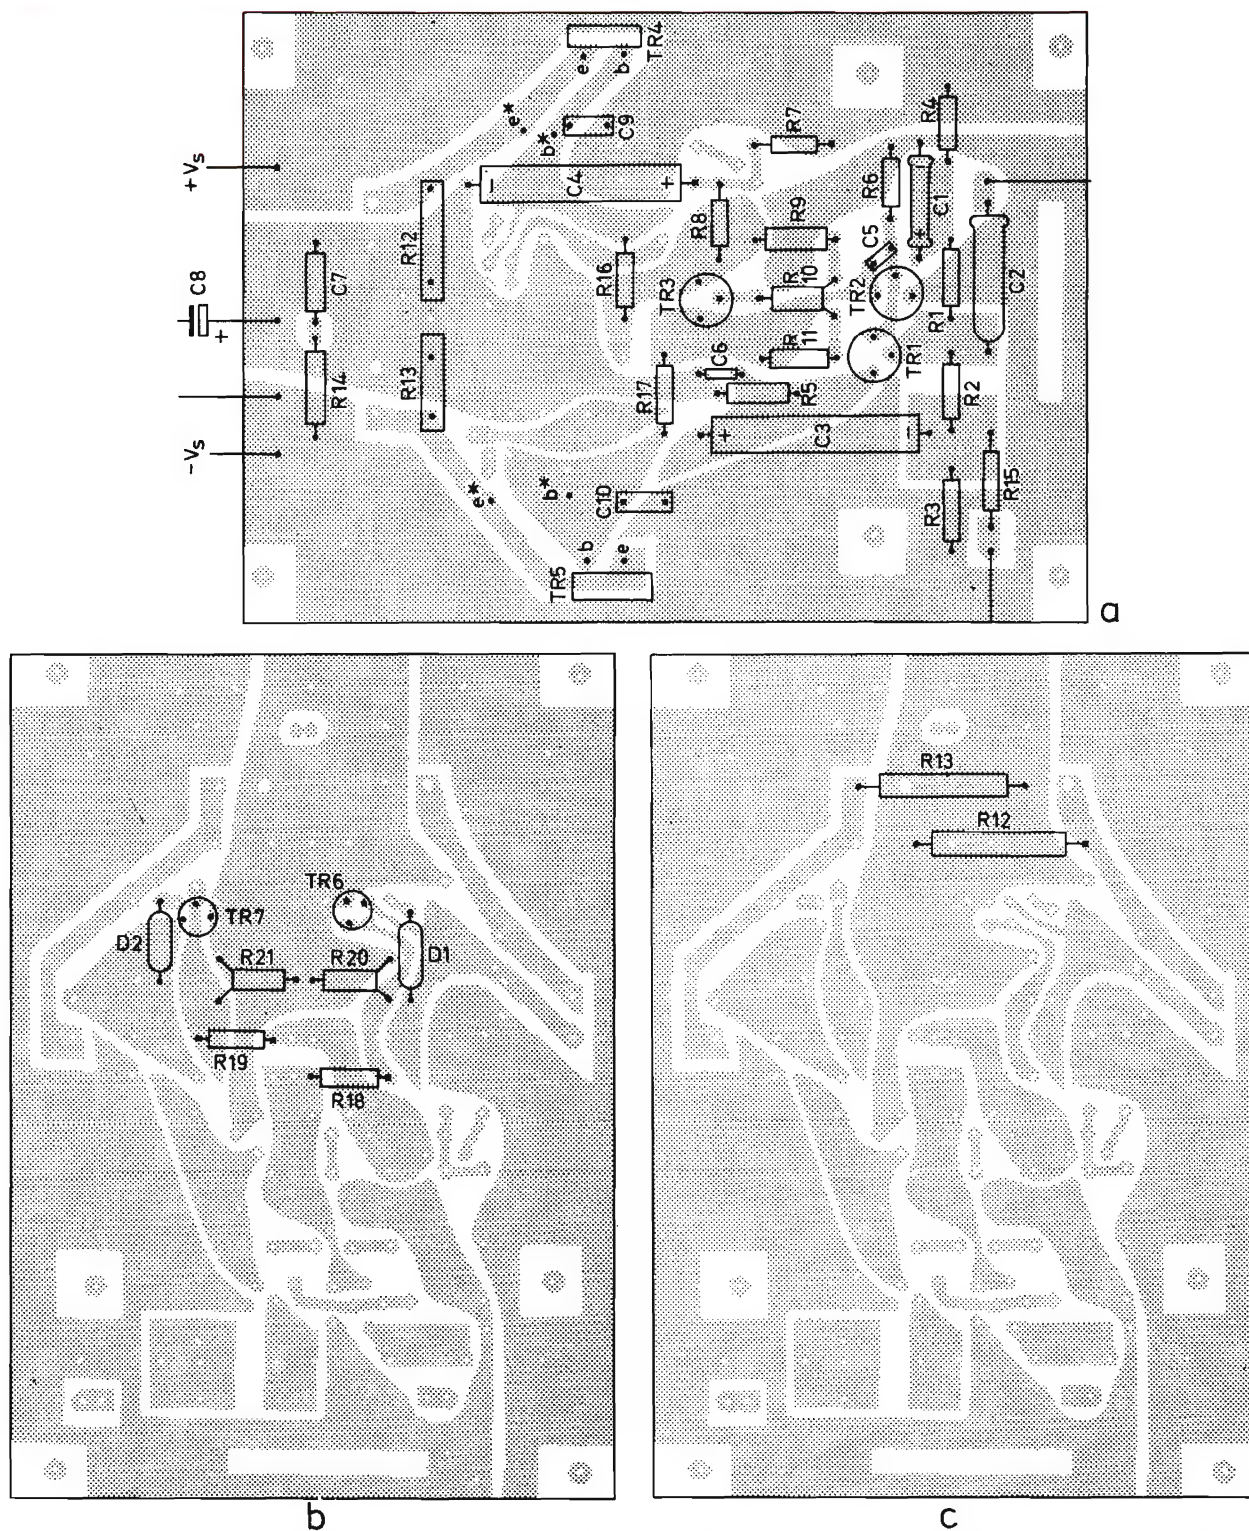 TR4
e
b
e*
b*
C9
R7
R4
+Vs
C4
−
+
R6
C1
+
R12
R8
R9
C5
C8
+
C7
R16
TR3
R
10
TR2
R1
C2
R14
R13
R17
C6
R
11
TR1
R5
R2
-Vs
+
C3
−
e*
b*
C10
R3
R15
b
e
TR5
a
TR6
TR7
D2
D1
R21
R20
R19
R18
b
R13
R12
c